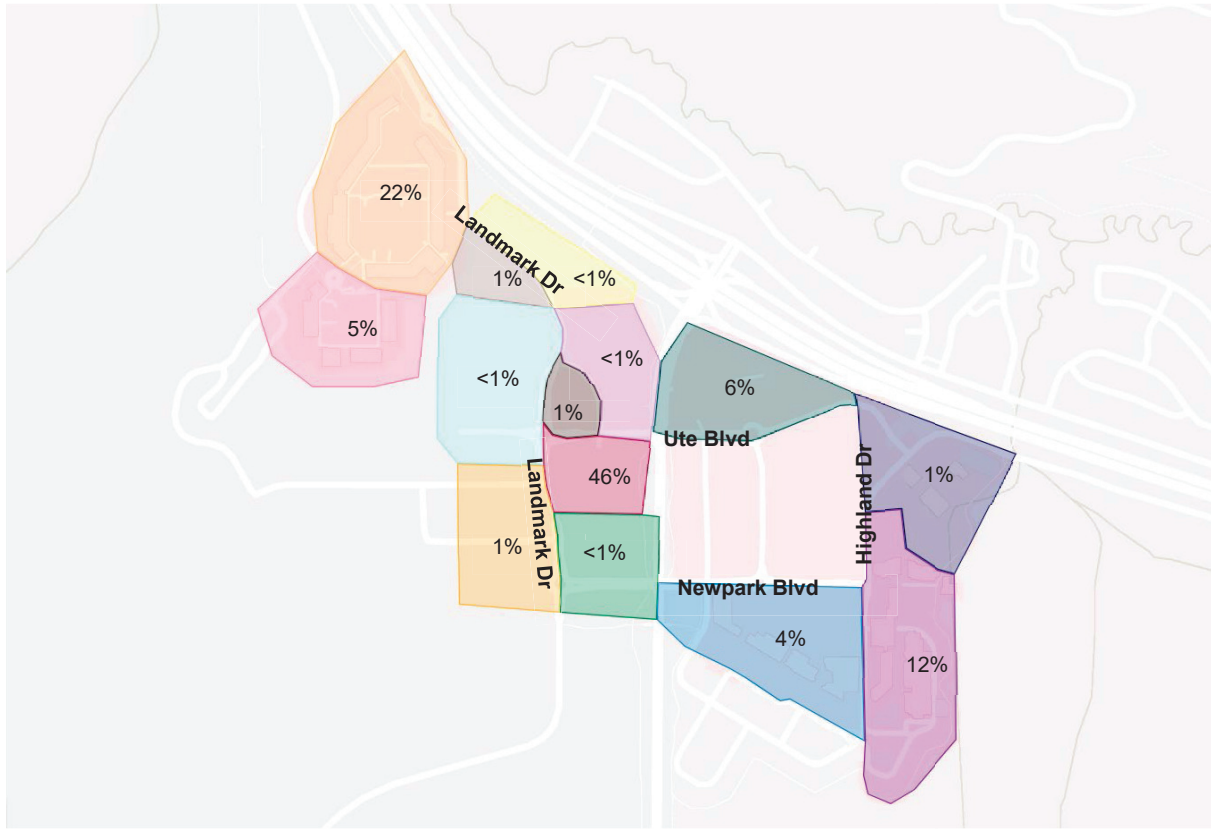 22%
Landmark Dr
1%
<1%
5%
<1%
<1%
6%
1%
Ute Blvd
46%
Landmark Dr
Highland Dr
1%
1%
<1%
Newpark Blvd
4%
12%